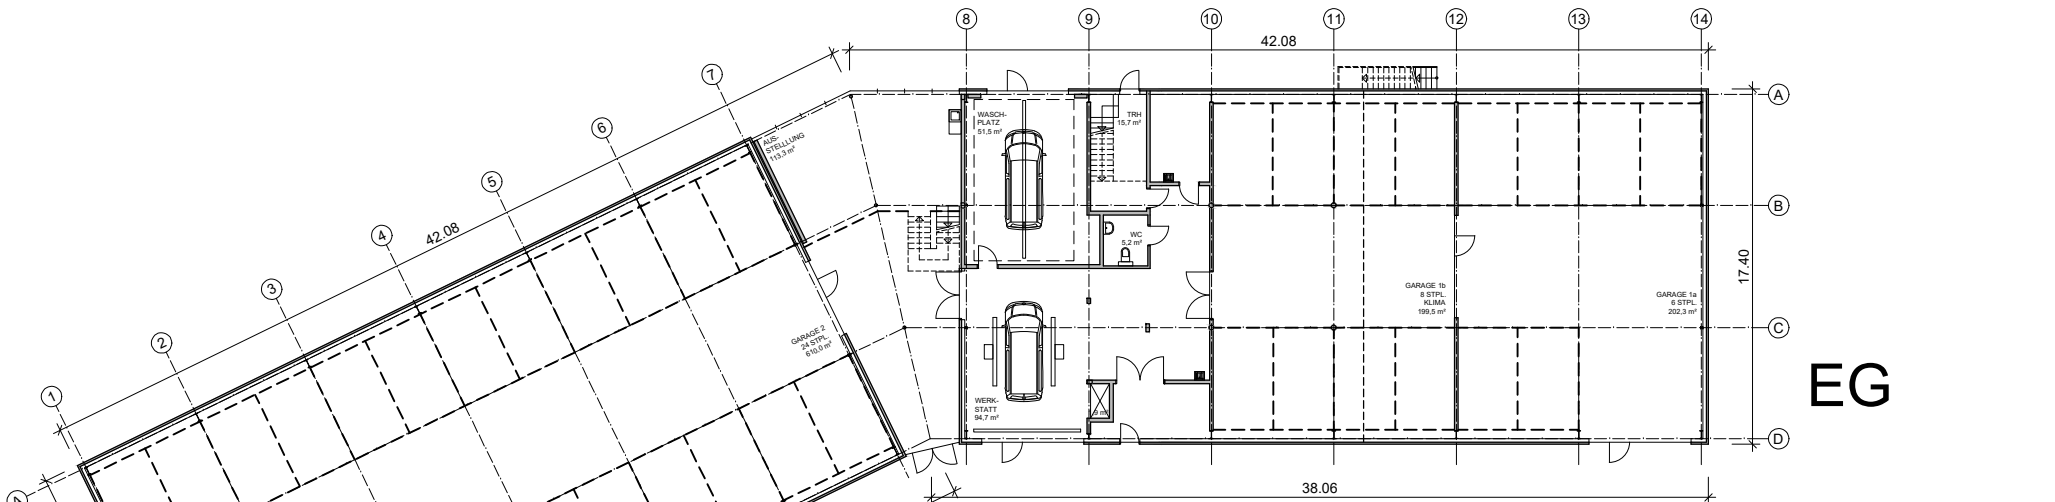 8
9
10
11
12
13
14
42.08
7
6
5
4
3
2
1
42.08
A
B
C
D
17.40
38.06
AUS-
STELLLUNG
113,3 m²
WASCH-
PLATZ
51,5 m²
TRH
15,7 m²
WC
5,2 m²
GARAGE 1b
8 STPL.
KLIMA
199,5 m²
GARAGE 1a
6 STPL.
202,3 m²
GARAGE 2
24 STPL.
610,0 m²
WERK-
STATT
94,7 m²
9 m²
EG
A